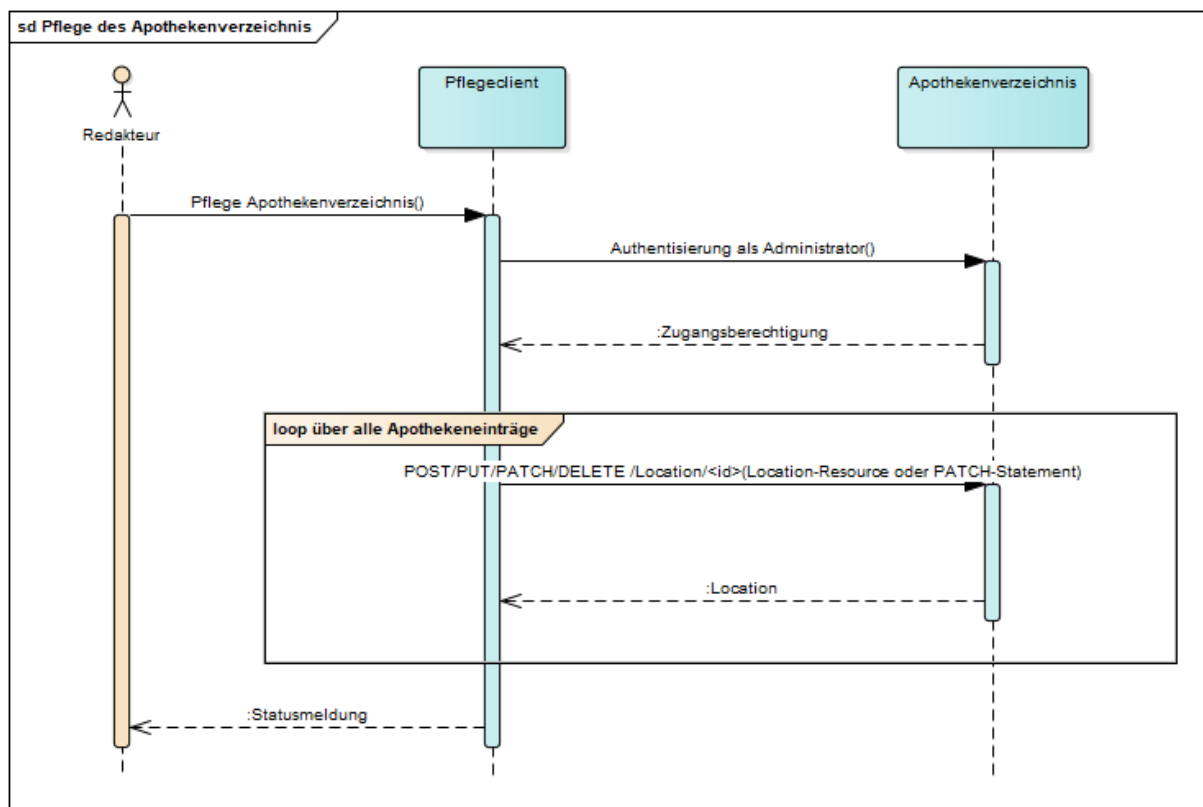 sd Pflege des Apothekenverzeichnis
Pflegeclient
Apothekenverzeichnis
Redakteur
Pflege Apothekenverzeichnis()
Authentisierung als Administrator()
:Zugangsberechtigung
loop über alle Apothekeneinträge
POST/PUT/PATCH/DELETE /Location/<id>(Location-Resource oder PATCH-Statement)
:Location
:Statusmeldung